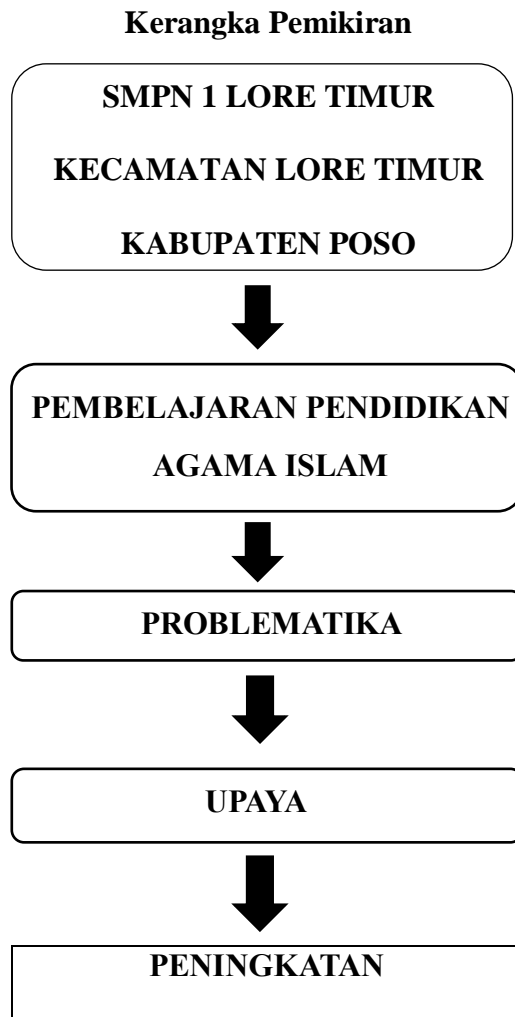 Kerangka Pemikiran
SMPN 1 LORE TIMUR
KECAMATAN LORE TIMUR
KABUPATEN POSO
PEMBELAJARAN PENDIDIKAN
AGAMA ISLAM
PROBLEMATIKA
UPAYA
PENINGKATAN